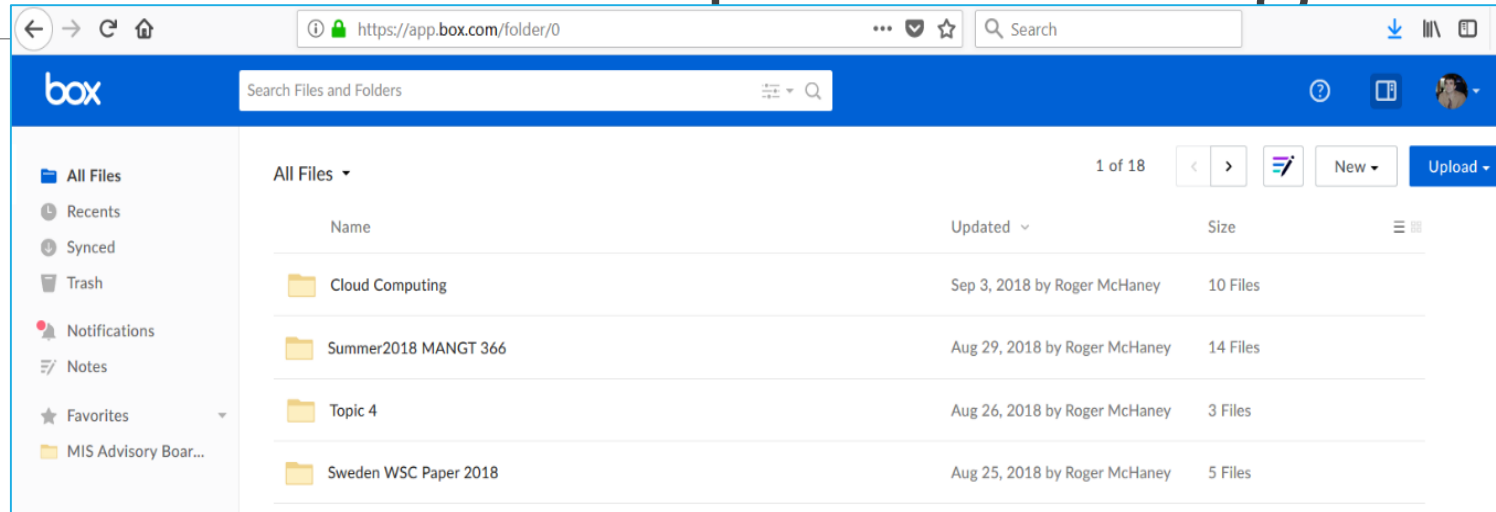 https://app.box.com/folder/0
Search
box
Search Files and Folders
All Files
Recents
Synced
Trash
Notifications
Notes
Favorites
MIS Advisory Boar...
All Files
1 of 18
New
Upload
Name Updated Size
Cloud Computing Sep 3, 2018 by Roger McHaney 10 Files
Summer2018 MANGT 366 Aug 29, 2018 by Roger McHaney 14 Files
Topic 4 Aug 26, 2018 by Roger McHaney 3 Files
Sweden WSC Paper 2018 Aug 25, 2018 by Roger McHaney 5 Files